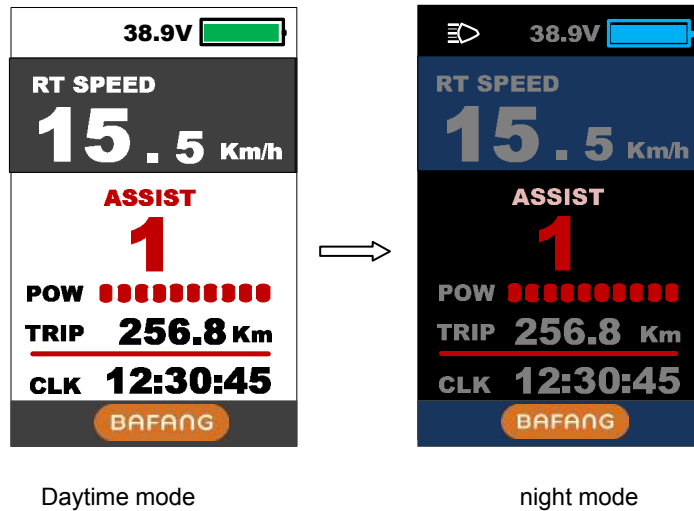 38.9V
RT SPEED
15.5 Km/h
ASSIST
1
POW
TRIP 256.8 Km
CLK 12:30:45
BAFANG
Daytime mode
38.9V
RT SPEED
15.5 Km/h
ASSIST
1
POW
TRIP 256.8 Km
CLK 12:30:45
BAFANG
night mode